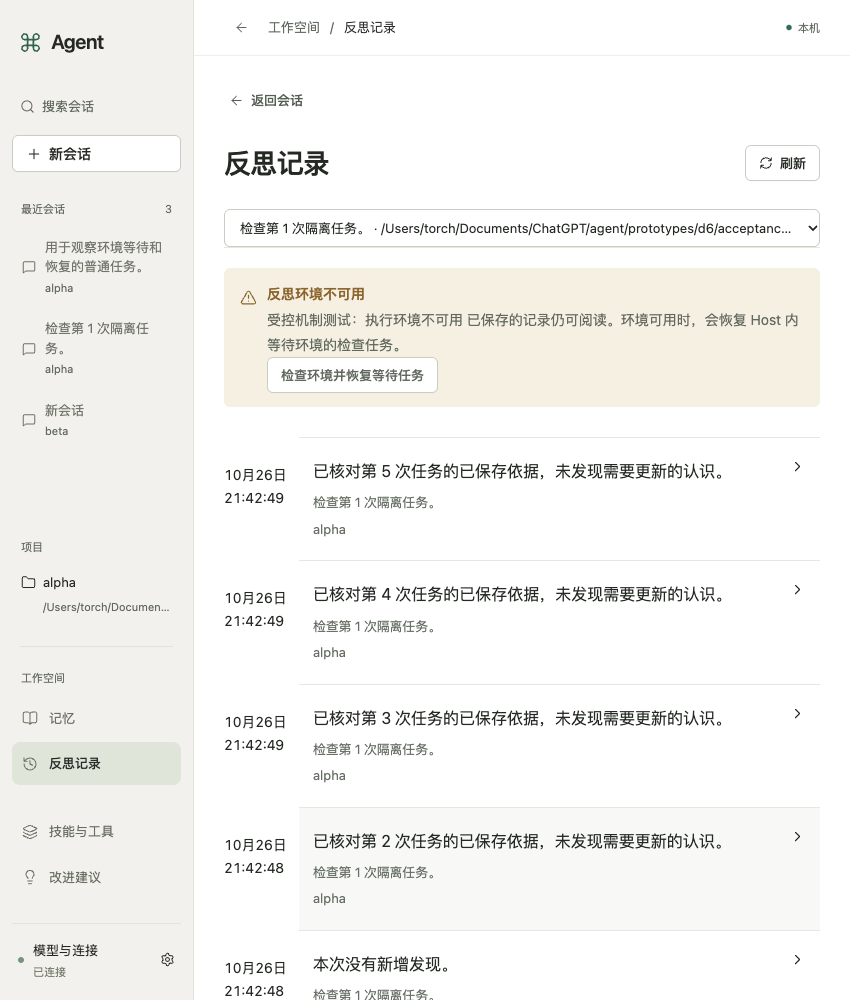 Agent
搜索会话
新会话
最近会话 3
用于观察环境等待和
恢复的普通任务。
alpha
检查第 1 次隔离任
务。
alpha
新会话
beta
项目
alpha
/Users/torch/Documen...
工作空间
记忆
反思记录
技能与工具
改进建议
模型与连接
已连接
工作空间 / 反思记录
本机
返回会话
反思记录
刷新
检查第 1 次隔离任务。 · /Users/torch/Documents/ChatGPT/agent/prototypes/d6/acceptanc...
反思环境不可用
受控机制测试：执行环境不可用 已保存的记录仍可阅读。环境可用时，会恢复 Host 内
等待环境的检查任务。
检查环境并恢复等待任务
10月26日
21:42:49
已核对第 5 次任务的已保存依据，未发现需要更新的认识。
检查第 1 次隔离任务。
alpha
10月26日
21:42:49
已核对第 4 次任务的已保存依据，未发现需要更新的认识。
检查第 1 次隔离任务。
alpha
10月26日
21:42:49
已核对第 3 次任务的已保存依据，未发现需要更新的认识。
检查第 1 次隔离任务。
alpha
10月26日
21:42:48
已核对第 2 次任务的已保存依据，未发现需要更新的认识。
检查第 1 次隔离任务。
alpha
10月26日
21:42:48
本次没有新增发现。
检查第 1 次隔离任务。